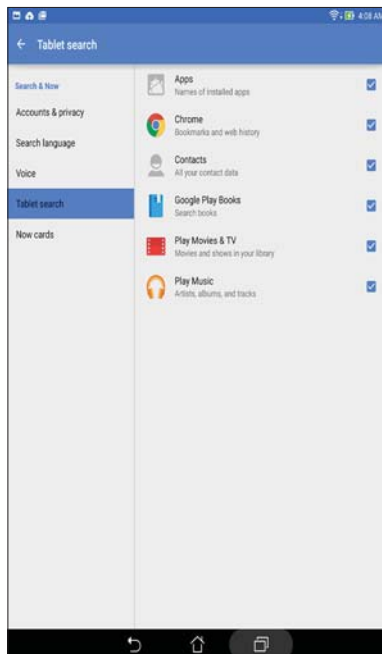 4:08 AM
Tablet search
Search & Now
Accounts & privacy
Search language
Voice
Tablet search
Now cards
Apps
Names of installed apps
Chrome
Bookmarks and web history
Contacts
All your contact data
Google Play Books
Search books
Play Movies & TV
Movies and shows in your library
Play Music
Artists, albums, and tracks